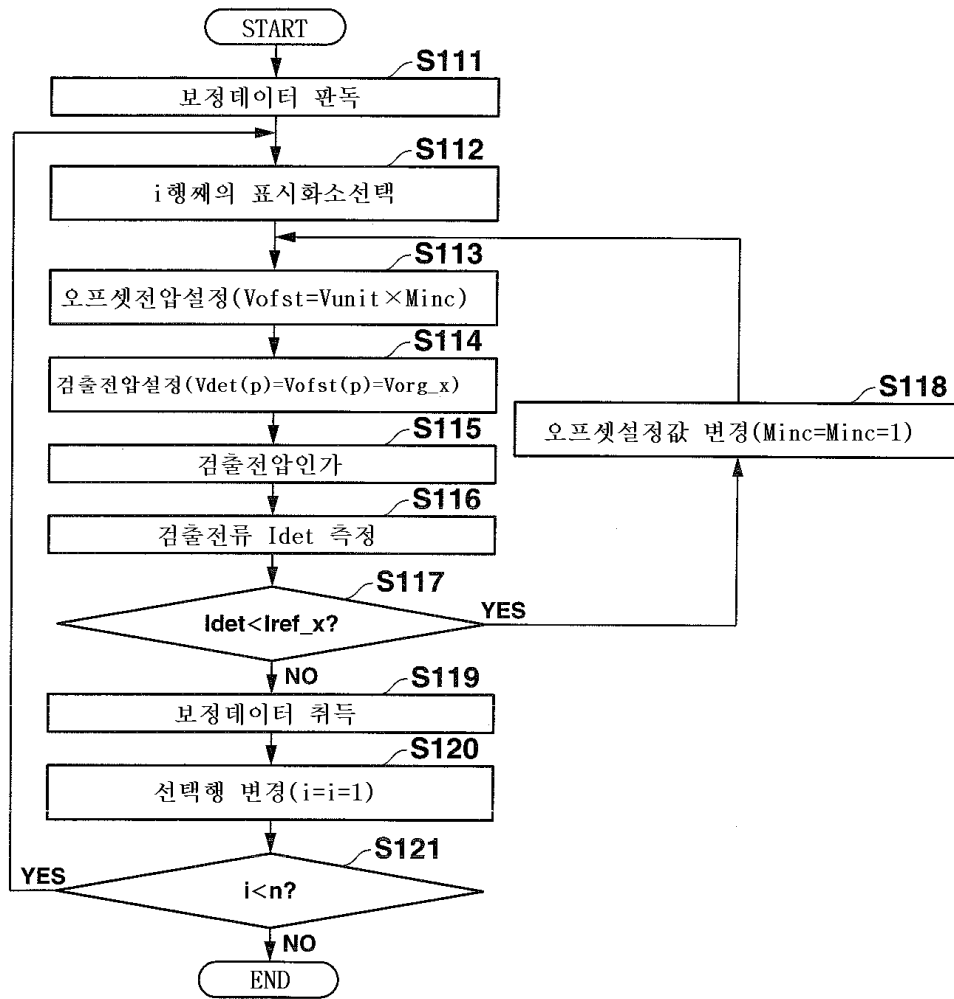 START
S111
보정데이터 판독
S112
i행째의 표시화소선택
S113
오프셋전압설정(Vofst=Vunit×Minc)
S114
검출전압설정(Vdet(p)=Vofst(p)=Vorg_x)
S118
오프셋설정값 변경(Minc=Minc=1)
S115
검출전압인가
S116
검출전류 Idet 측정
S117
Idet<Iref_x?
YES
NO
S119
보정데이터 취득
S120
선택행 변경(i=i=1)
S121
YES
i<n?
NO
END